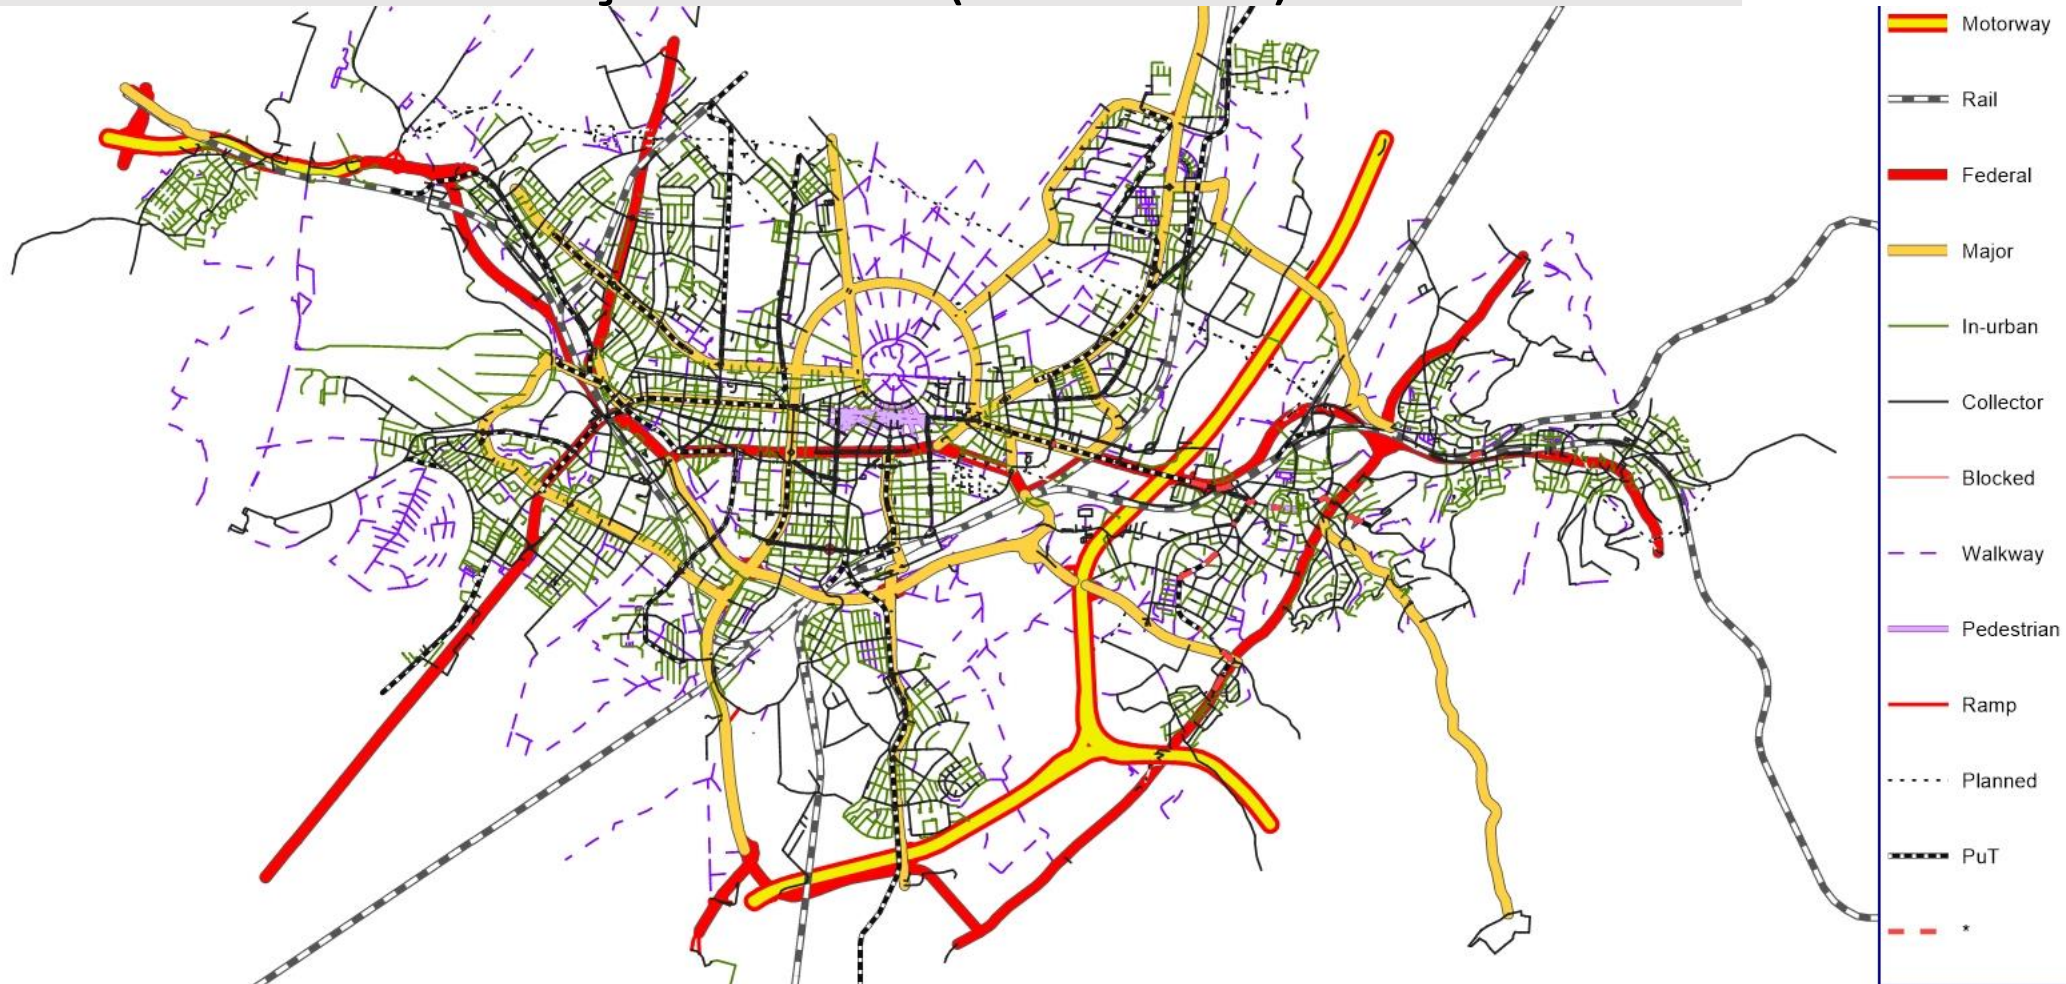 Motorway
Rail
Federal
Major
In-urban
Collector
Blocked
Walkway
Pedestrian
Ramp
Planned
PuT
*